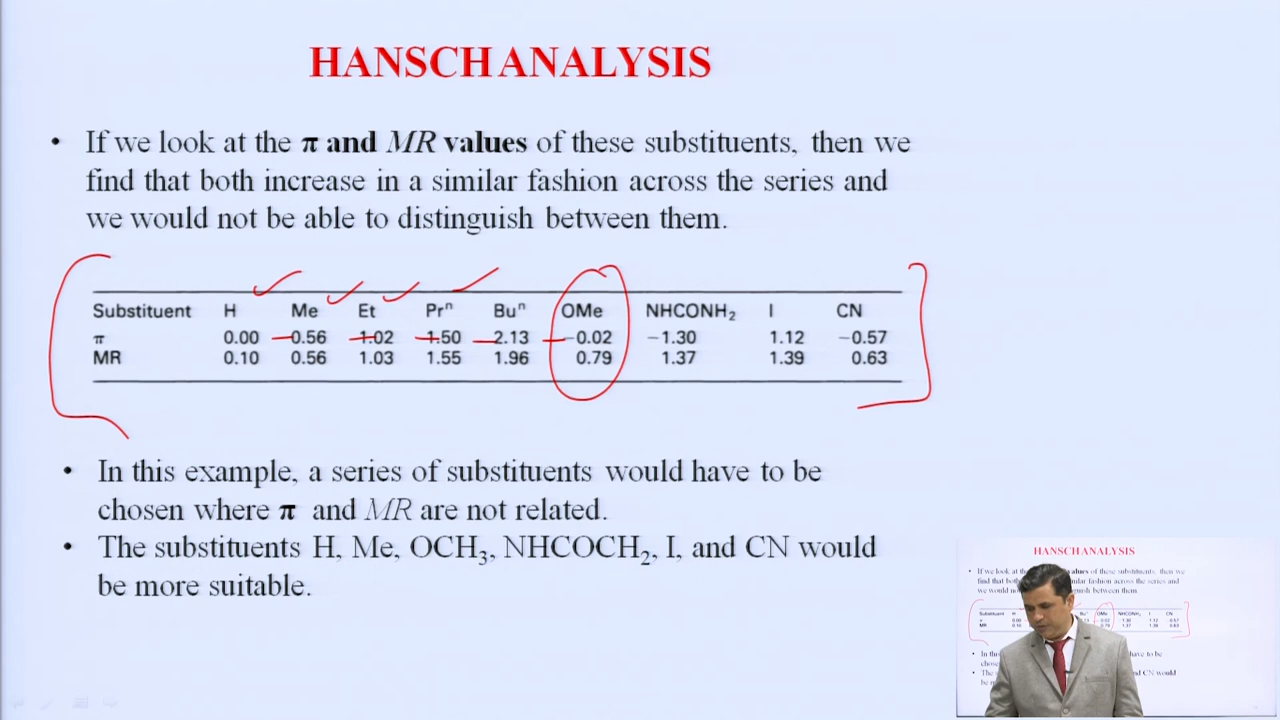 HANSCH ANALYSIS
• If we look at the π and MR values of these substituents, then we
find that both increase in a similar fashion across the series and
we would not be able to distinguish between them.
Substituent H Me Et Prⁿ Buⁿ OMe NHCONH₂ I CN
π 0.00 0.56 1.02 1.50 2.13 −0.02 −1.30 1.12 −0.57
MR 0.10 0.56 1.03 1.55 1.96 0.79 1.37 1.39 0.63
• In this example, a series of substituents would have to be
chosen where π and MR are not related.
• The substituents H, Me, OCH₃, NHCOCH₂, I, and CN would
be more suitable.
HANSCH ANALYSIS